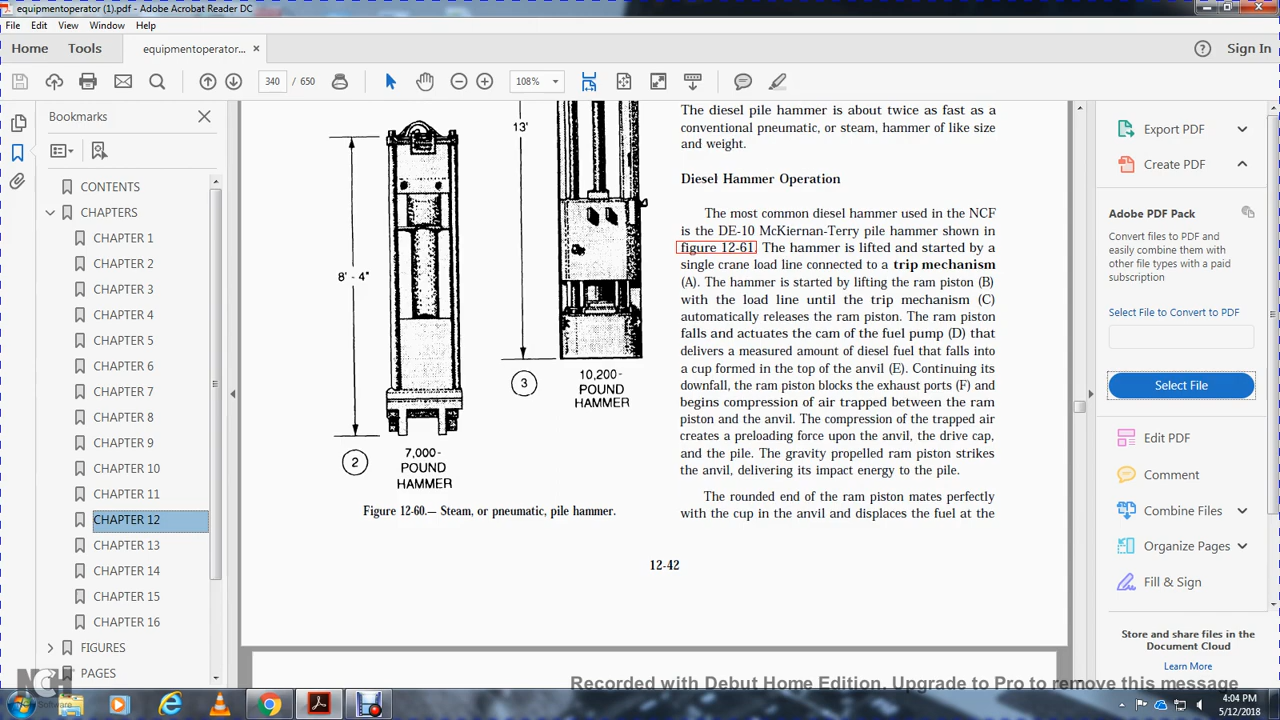 equipmentoperator (1).pdf - Adobe Acrobat Reader DC
File Edit View Window Help
Home Tools equipmentoperator... × Sign In
340 / 650 108%
Bookmarks
CONTENTS
CHAPTERS
CHAPTER 1
CHAPTER 2
CHAPTER 3
CHAPTER 4
CHAPTER 5
CHAPTER 6
CHAPTER 7
CHAPTER 8
CHAPTER 9
CHAPTER 10
CHAPTER 11
CHAPTER 12
CHAPTER 13
CHAPTER 14
CHAPTER 15
CHAPTER 16
FIGURES
PAGES
8' - 4"
2
7,000-
POUND
HAMMER
13'
3
10,200-
POUND
HAMMER
Figure 12-60.— Steam, or pneumatic, pile hammer.
The diesel pile hammer is about twice as fast as a
conventional pneumatic, or steam, hammer of like size
and weight.
Diesel Hammer Operation
The most common diesel hammer used in the NCF
is the DE-10 McKiernan-Terry pile hammer shown in
figure 12-61. The hammer is lifted and started by a
single crane load line connected to a trip mechanism
(A). The hammer is started by lifting the ram piston (B)
with the load line until the trip mechanism (C)
automatically releases the ram piston. The ram piston
falls and actuates the cam of the fuel pump (D) that
delivers a measured amount of diesel fuel that falls into
a cup formed in the top of the anvil (E). Continuing its
downfall, the ram piston blocks the exhaust ports (F) and
begins compression of air trapped between the ram
piston and the anvil. The compression of the trapped air
creates a preloading force upon the anvil, the drive cap,
and the pile. The gravity propelled ram piston strikes
the anvil, delivering its impact energy to the pile.
The rounded end of the ram piston mates perfectly
with the cup in the anvil and displaces the fuel at the
12-42
Export PDF
Create PDF
Adobe PDF Pack
Convert files to PDF and
easily combine them with
other file types with a paid
subscription
Select File to Convert to PDF
Select File
Edit PDF
Comment
Combine Files
Organize Pages
Fill & Sign
Store and share files in the
Document Cloud
Learn More
NCH
Software
Recorded with Debut Home Edition. Upgrade to Pro to remove this message
4:04 PM
5/12/2018